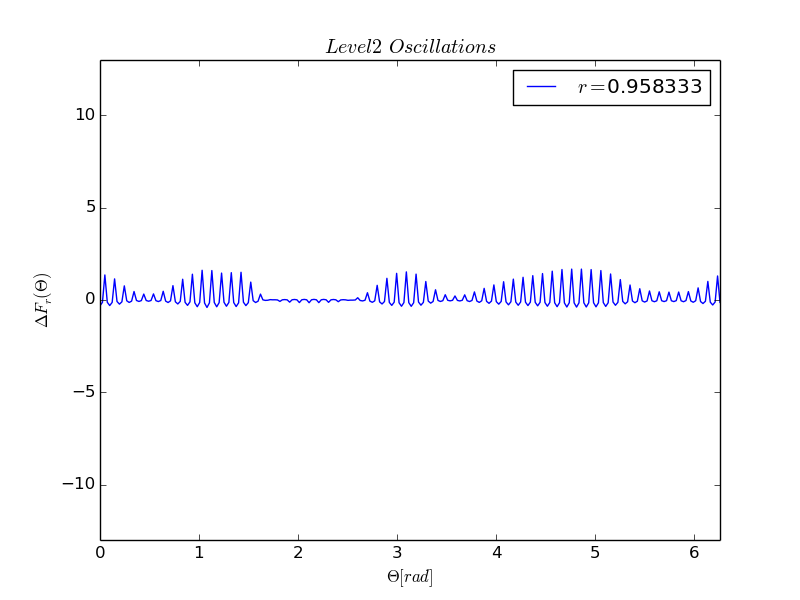 Level2 Oscillations
r=0.958333
10
5
0
−5
−10
ΔF_r(Θ)
0 1 2 3 4 5 6
Θ[rad]